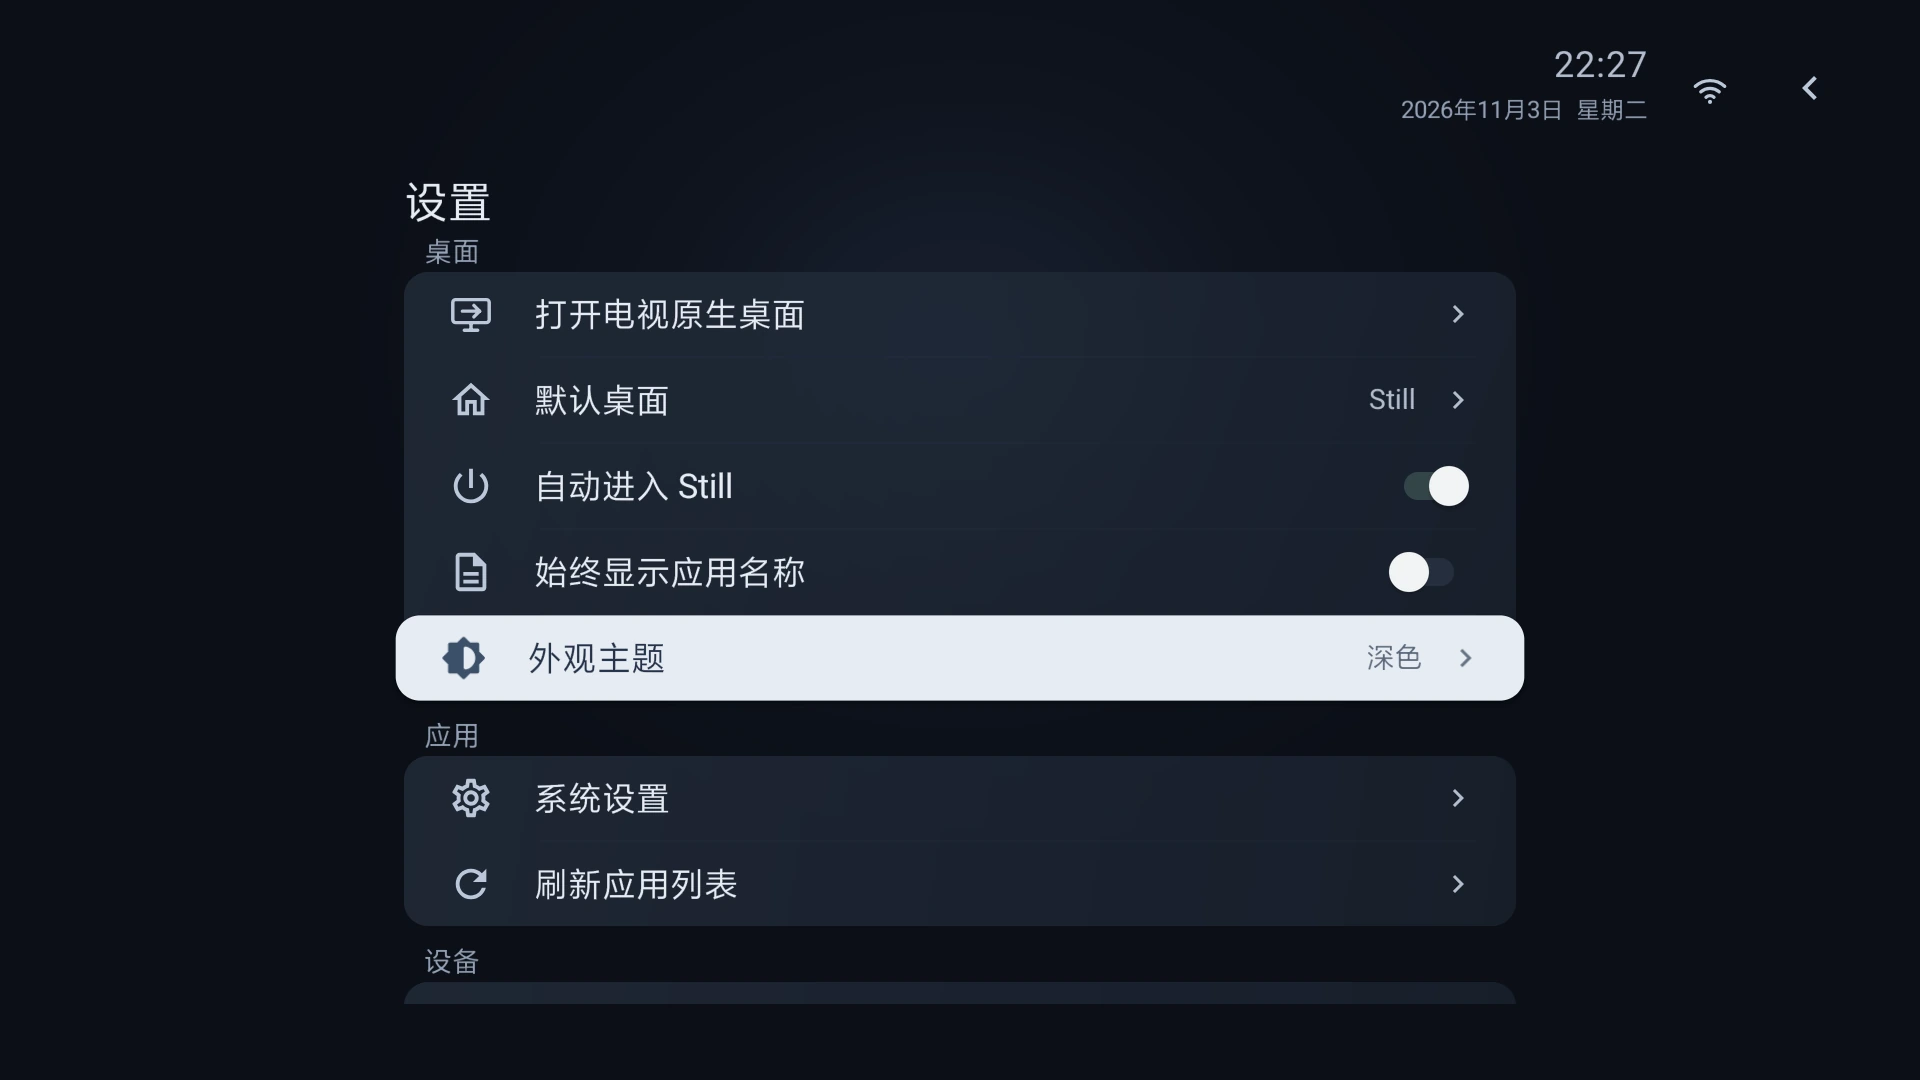 22:27
2026年11月3日 星期二
设置
桌面
打开电视原生桌面
默认桌面 Still
自动进入 Still
始终显示应用名称
外观主题 深色
应用
系统设置
刷新应用列表
设备